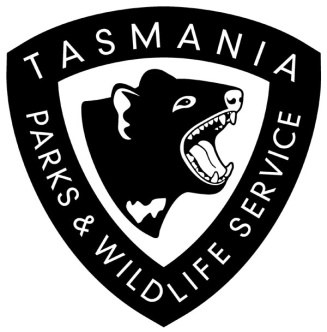 TASMANIA
PARKS & WILDLIFE SERVICE